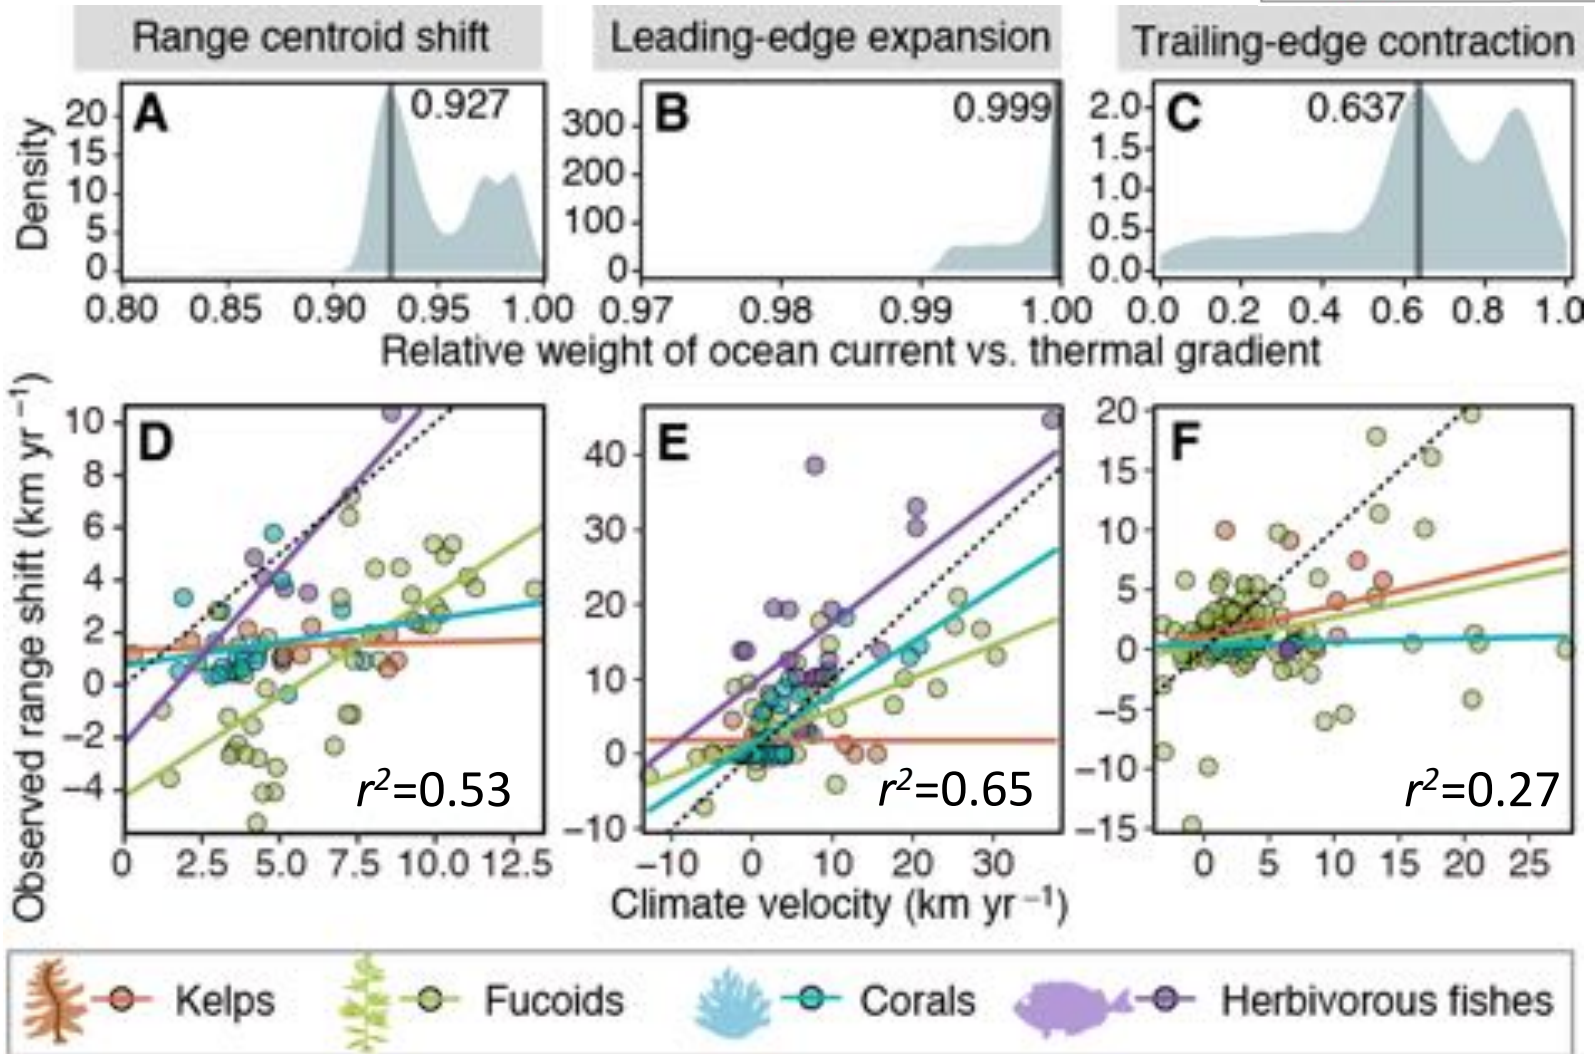 Range centroid shift
Leading-edge expansion
Trailing-edge contraction
Density
A
0.927
20
15
10
5
0
0.80 0.85 0.90 0.95 1.00
B
0.999
300
200
100
0
0.97 0.98 0.99 1.00
C
0.637
2.0
1.5
1.0
0.5
0.0
0.0 0.2 0.4 0.6 0.8 1.0
Relative weight of ocean current vs. thermal gradient
Observed range shift (km yr⁻¹)
D
10
8
6
4
2
0
−2
−4
r²=0.53
0 2.5 5.0 7.5 10.0 12.5
E
40
30
20
10
0
−10
r²=0.65
−10 0 10 20 30
F
20
15
10
5
0
−5
−10
−15
r²=0.27
0 5 10 15 20 25
Climate velocity (km yr⁻¹)
Kelps Fucoids Corals Herbivorous fishes